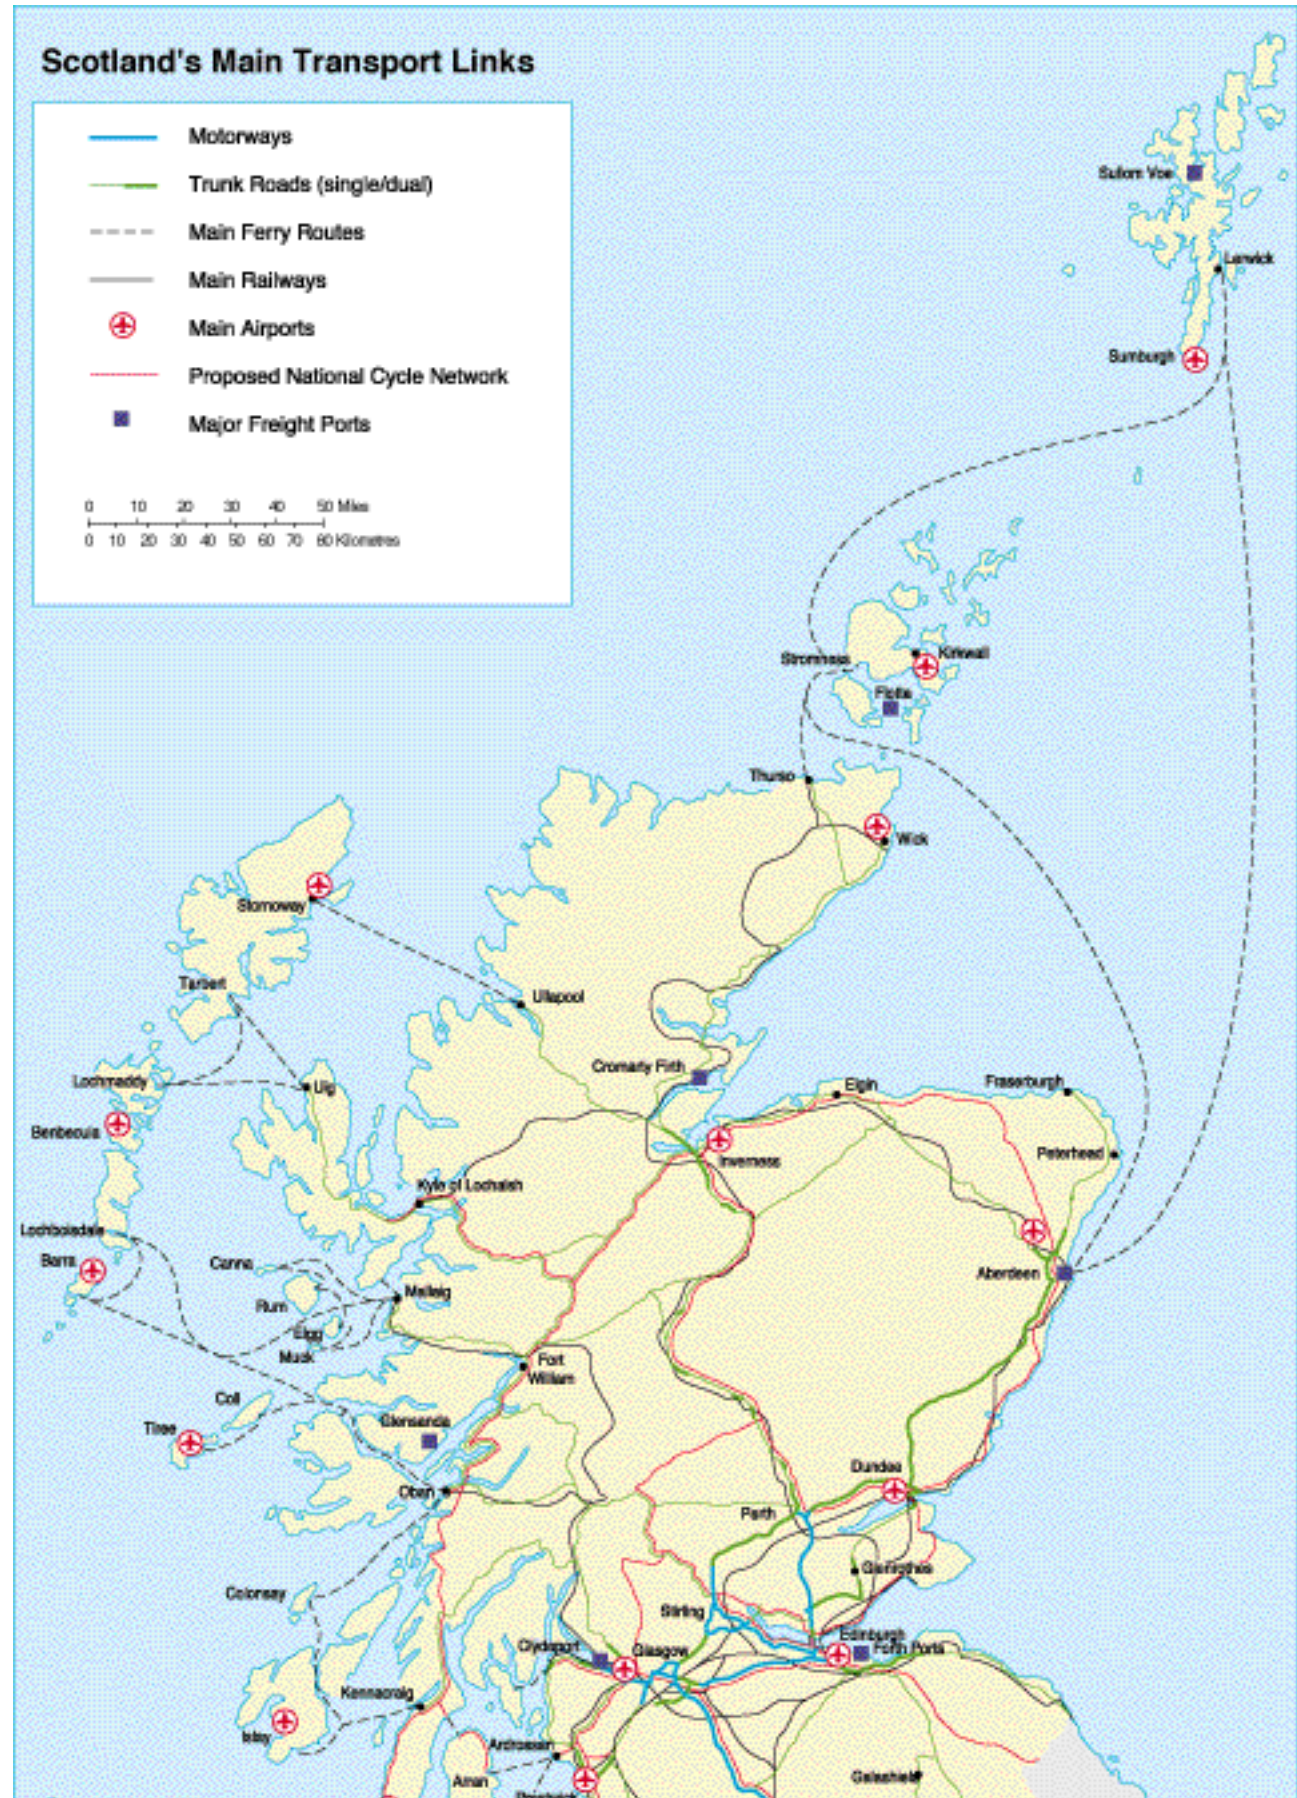 Scotland's Main Transport Links
Motorways
Trunk Roads (single/dual)
Main Ferry Routes
Main Railways
Main Airports
Proposed National Cycle Network
Major Freight Ports
0 10 20 30 40 50 Miles
0 10 20 30 40 50 60 70 80 Kilometres
Sullom Voe
Lerwick
Sumburgh
Stromness
Kirkwall
Flotta
Thurso
Wick
Stornoway
Tarbert
Ullapool
Cromarty Firth
Lochmaddy
Uig
Elgin
Fraserburgh
Benbecula
Inverness
Peterhead
Kyle of Lochalsh
Lochboisdale
Barra
Canna
Mallaig
Aberdeen
Rum
Eigg
Muck
Fort
William
Coll
Tiree
Glensanda
Oban
Dundee
Perth
Glenrothes
Colonsay
Stirling
Edinburgh
Clydeport
Glasgow
Forth Ports
Kennacraig
Islay
Ardrossan
Arran
Galashiels